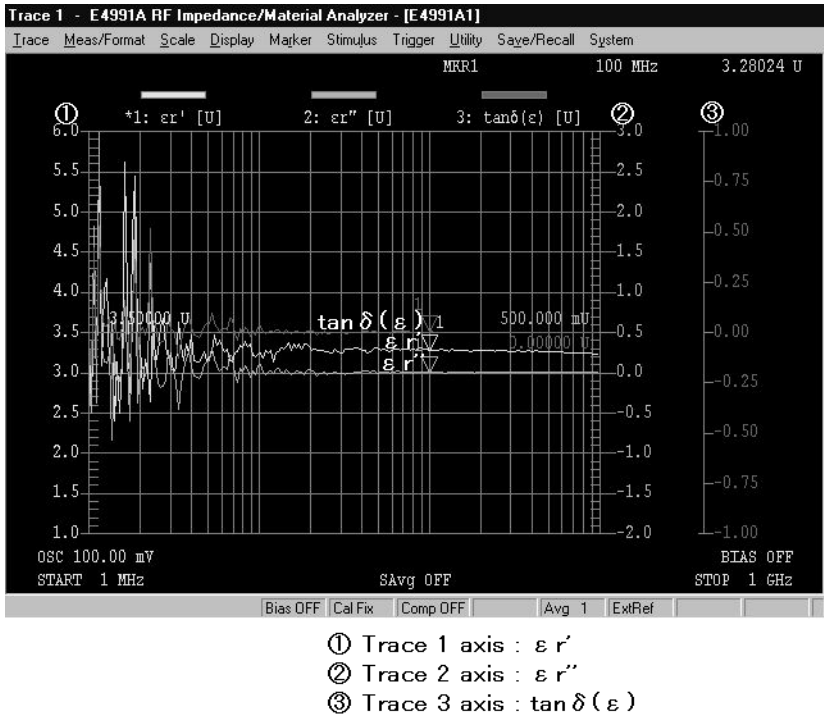 Trace 1 - E4991A RF Impedance/Material Analyzer - [E4991A1]
Trace Meas/Format Scale Display Marker Stimulus Trigger Utility Save/Recall System
MKR1 100 MHz 3.28024 U
① *1: εr' [U] 2: εr" [U] 3: tanδ(ε) [U] ② ③
6.0 3.0 1.00
5.5 2.5 -0.75
5.0 2.0 -0.50
4.5 1.5
4.0 1.0 -0.25
1
3.50000 U tan δ (ε) 1 500.000 mU
3.5 εr' 0.5 0.00000 U -0.00
εr''
3.0 0.0 -0.25
2.5 -0.5 -0.50
2.0 -1.0
1.5 -1.5 -0.75
1.0 -2.0 -1.00
OSC 100.00 mV BIAS OFF
START 1 MHz SAvg OFF STOP 1 GHz
Bias OFF Cal Fix Comp OFF Avg 1 ExtRef
① Trace 1 axis : εr'
② Trace 2 axis : εr''
③ Trace 3 axis : tan δ (ε)